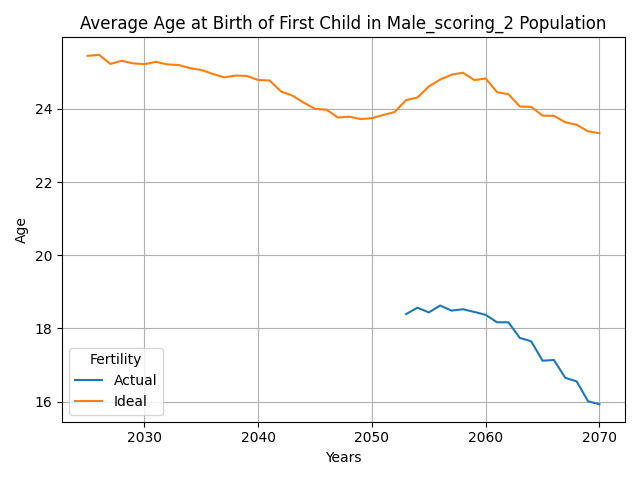 Average Age at Birth of First Child in Male_scoring_2 Population
Age
24
22
20
18
16
Fertility
Actual
Ideal
2030
2040
2050
2060
2070
Years